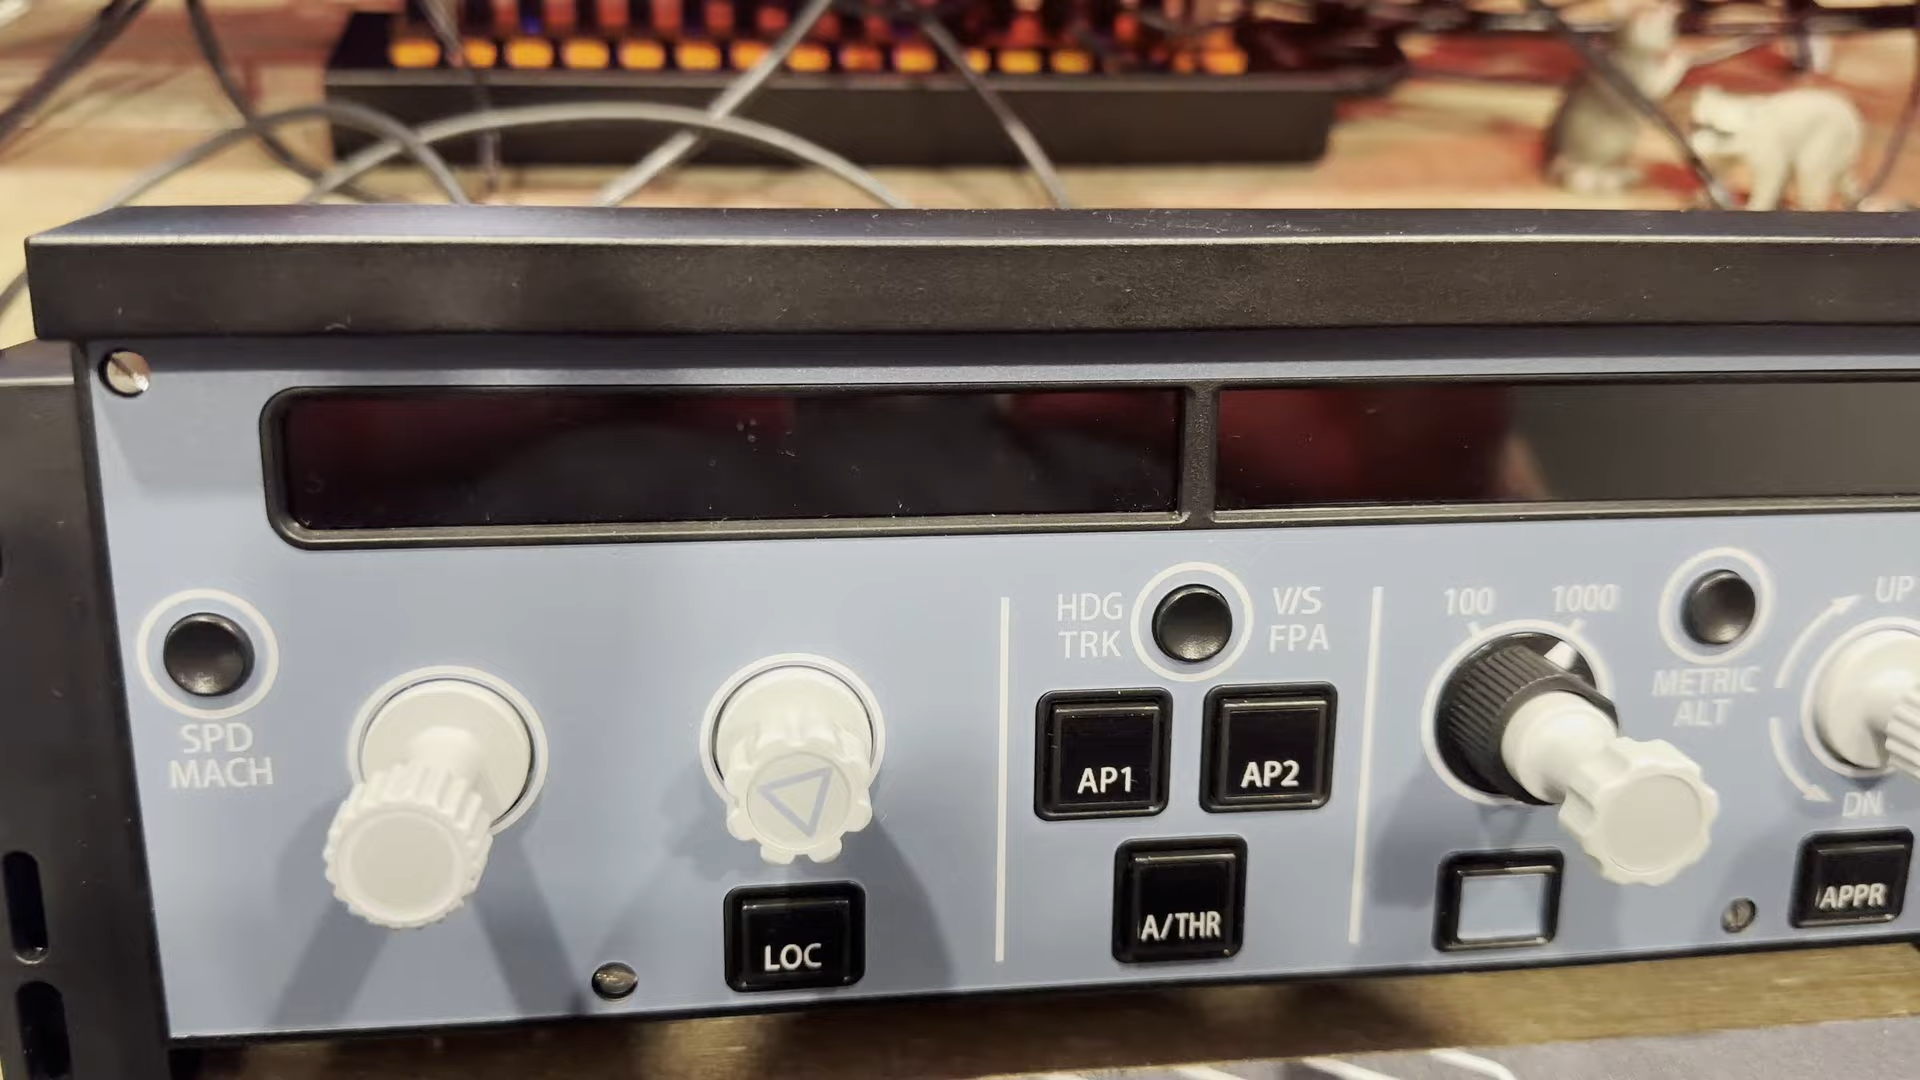 SPD
MACH
LOC
HDG
TRK
V/S
FPA
AP1
AP2
A/THR
100
1000
METRIC
ALT
UP
DN
APPR